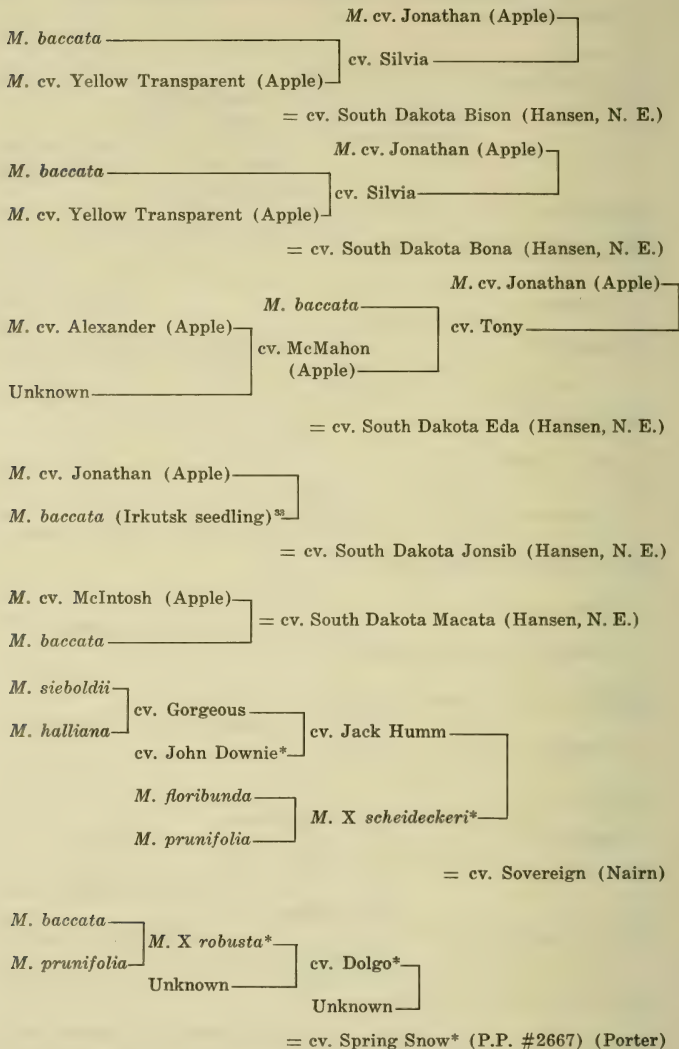 M. cv. Jonathan (Apple)
M. baccata
cv. Silvia
M. cv. Yellow Transparent (Apple)
= cv. South Dakota Bison (Hansen, N. E.)
M. cv. Jonathan (Apple)
M. baccata
cv. Silvia
M. cv. Yellow Transparent (Apple)
= cv. South Dakota Bona (Hansen, N. E.)
M. cv. Jonathan (Apple)
M. baccata
M. cv. Alexander (Apple)
cv. Tony
cv. McMahon
(Apple)
Unknown
= cv. South Dakota Eda (Hansen, N. E.)
M. cv. Jonathan (Apple)
M. baccata (Irkutsk seedling)³³
= cv. South Dakota Jonsib (Hansen, N. E.)
M. cv. McIntosh (Apple)
= cv. South Dakota Macata (Hansen, N. E.)
M. baccata
M. sieboldii
cv. Gorgeous
M. halliana
cv. Jack Humm
cv. John Downie*
M. floribunda
M. X scheideckeri*
M. prunifolia
= cv. Sovereign (Nairn)
M. baccata
M. X robusta*
M. prunifolia
cv. Dolgo*
Unknown
Unknown
= cv. Spring Snow* (P.P. #2667) (Porter)